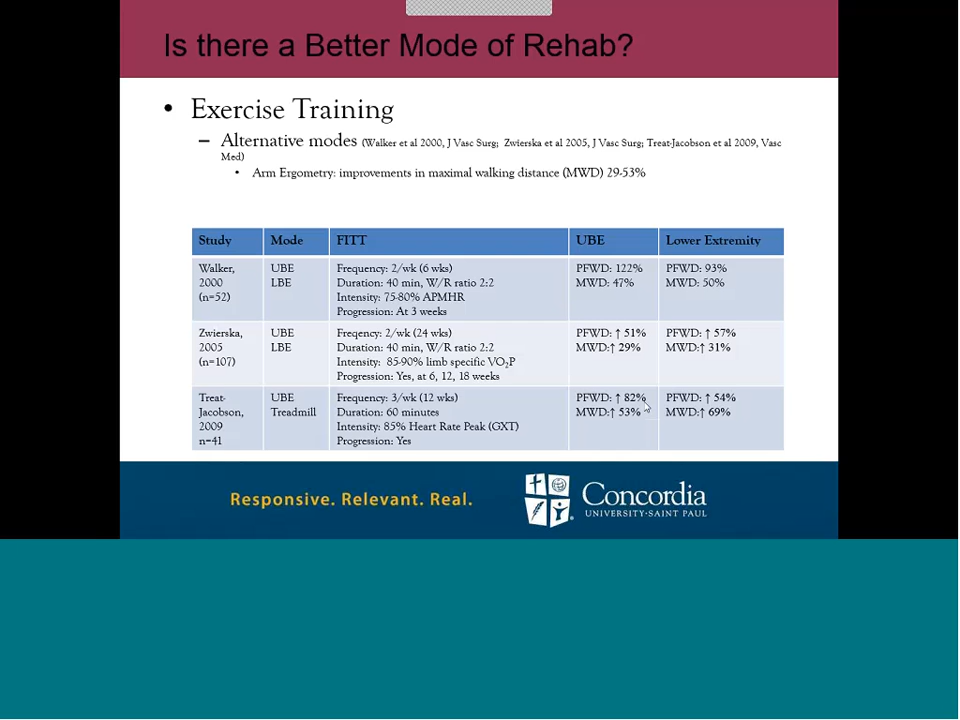 Is there a Better Mode of Rehab?
• Exercise Training
– Alternative modes (Walker et al 2000, J Vasc Surg; Zwierska et al 2005, J Vasc Surg; Treat-Jacobson et al 2009, Vasc
Med)
• Arm Ergometry: improvements in maximal walking distance (MWD) 29-53%
Study Mode FITT UBE Lower Extremity
Walker, UBE Frequency: 2/wk (6 wks) PFWD: 122% PFWD: 93%
2000 LBE Duration: 40 min, W/R ratio 2:2 MWD: 47% MWD: 50%
(n=52) Intensity: 75-80% APMHR
Progression: At 3 weeks
Zwierska, UBE Freqency: 2/wk (24 wks) PFWD: ↑ 51% PFWD: ↑ 57%
2005 LBE Duration: 40 min, W/R ratio 2:2 MWD:↑ 29% MWD:↑ 31%
(n=107) Intensity: 85-90% limb specific VO₂P
Progression: Yes, at 6, 12, 18 weeks
Treat- UBE Frequency: 3/wk (12 wks) PFWD: ↑ 82% PFWD: ↑ 54%
Jacobson, Treadmill Duration: 60 minutes MWD:↑ 53% MWD:↑ 69%
2009 Intensity: 85% Heart Rate Peak (GXT)
n=41 Progression: Yes
Responsive. Relevant. Real.
Concordia
UNIVERSITY·SAINT PAUL